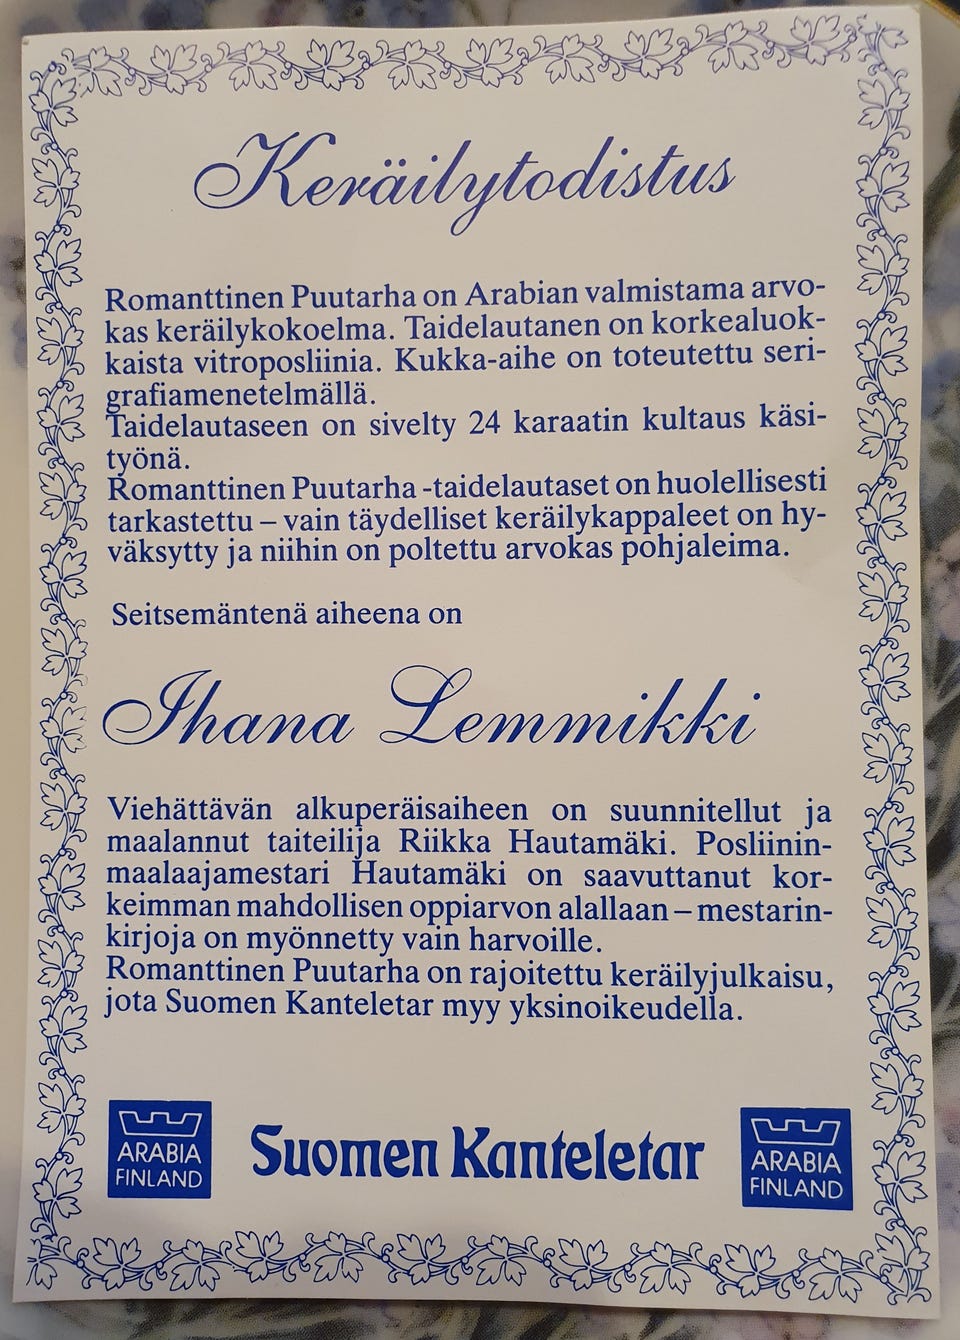 Keräilytodistus
Romanttinen Puutarha on Arabian valmistama arvo-
kas keräilykokoelma. Taidelautanen on korkealuok-
kaista vitroposliinia. Kukka-aihe on toteutettu seri-
grafiamenetelmällä.
Taidelautaseen on sivelty 24 karaatin kultaus käsi-
työnä.
Romanttinen Puutarha -taidelautaset on huolellisesti
tarkastettu – vain täydelliset keräilykappaleet on hy-
väksytty ja niihin on poltettu arvokas pohjaleima.
Seitsemäntenä aiheena on
Ihana Lemmikki
Viehättävän alkuperäisaiheen on suunnitellut ja
maalannut taiteilija Riikka Hautamäki. Posliinin-
maalaajamestari Hautamäki on saavuttanut kor-
keimman mahdollisen oppiarvon alallaan – mestarin-
kirjoja on myönnetty vain harvoille.
Romanttinen Puutarha on rajoitettu keräilyjulkaisu,
jota Suomen Kanteletar myy yksinoikeudella.
ARABIA
FINLAND
Suomen Kanteletar
ARABIA
FINLAND